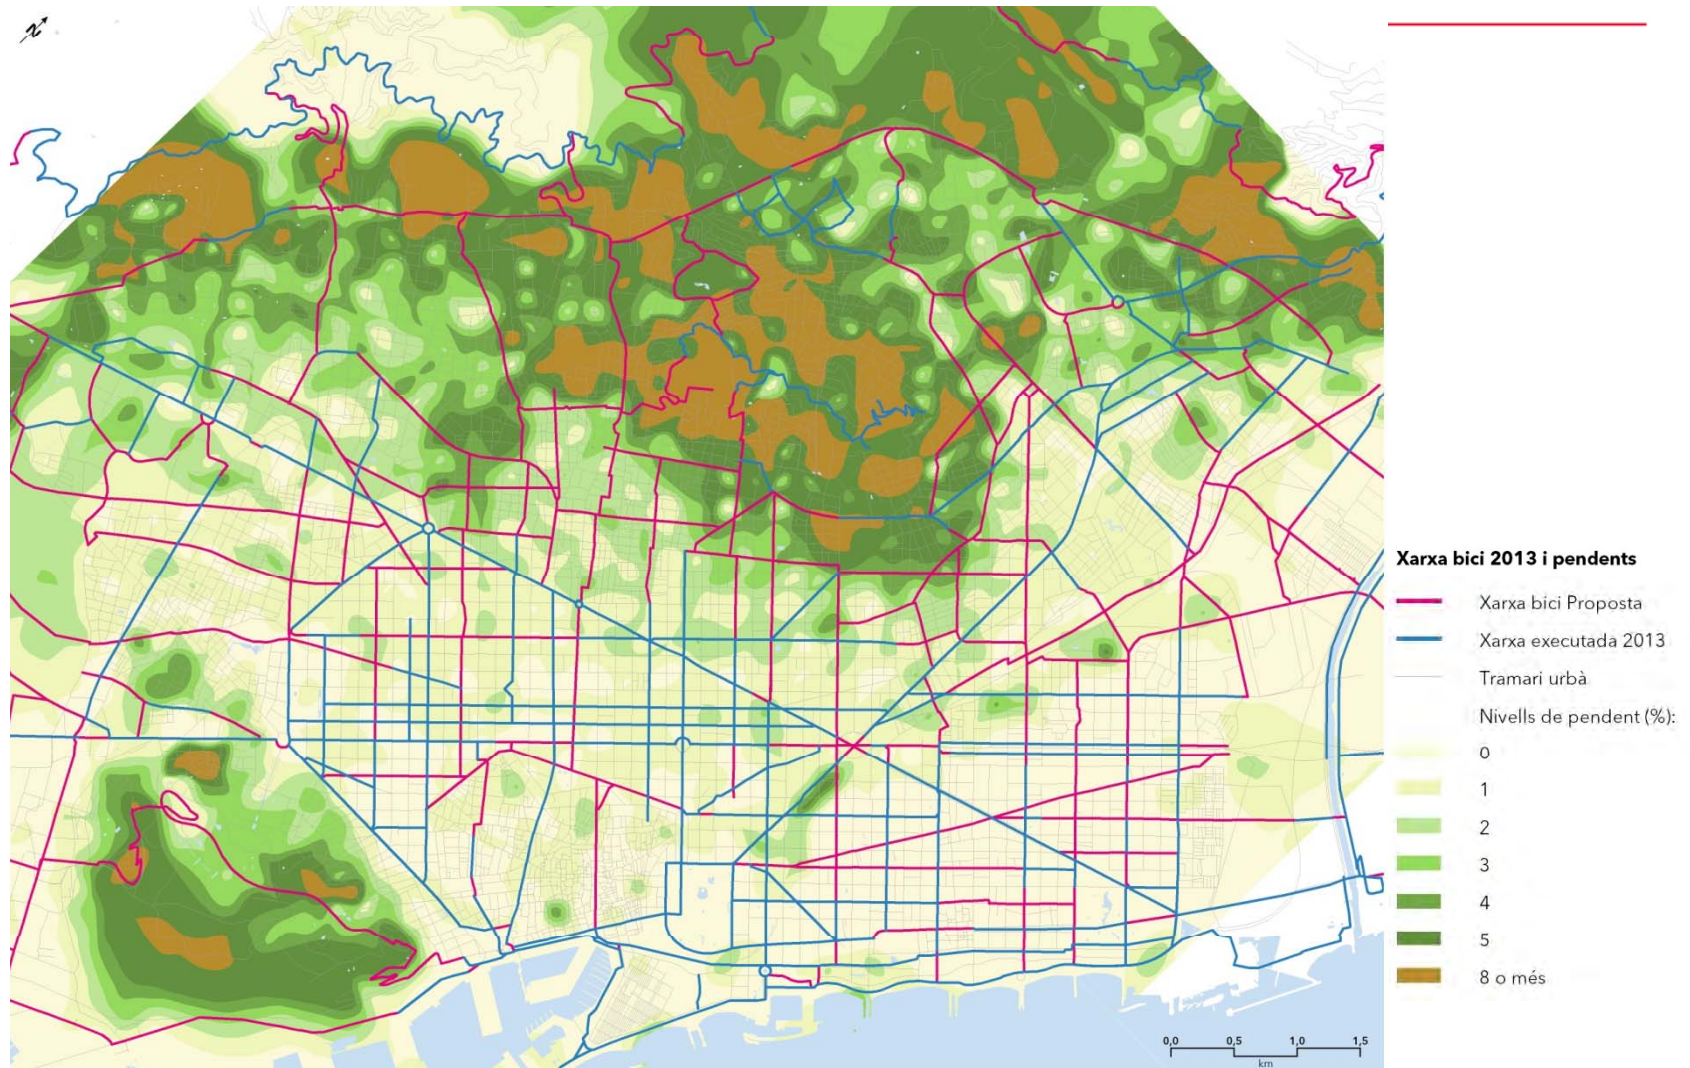 N
Xarxa bici 2013 i pendents
Xarxa bici Proposta
Xarxa executada 2013
Tramari urbà
Nivells de pendent (%):
0
1
2
3
4
5
8 o més
0,0 0,5 1,0 1,5
km